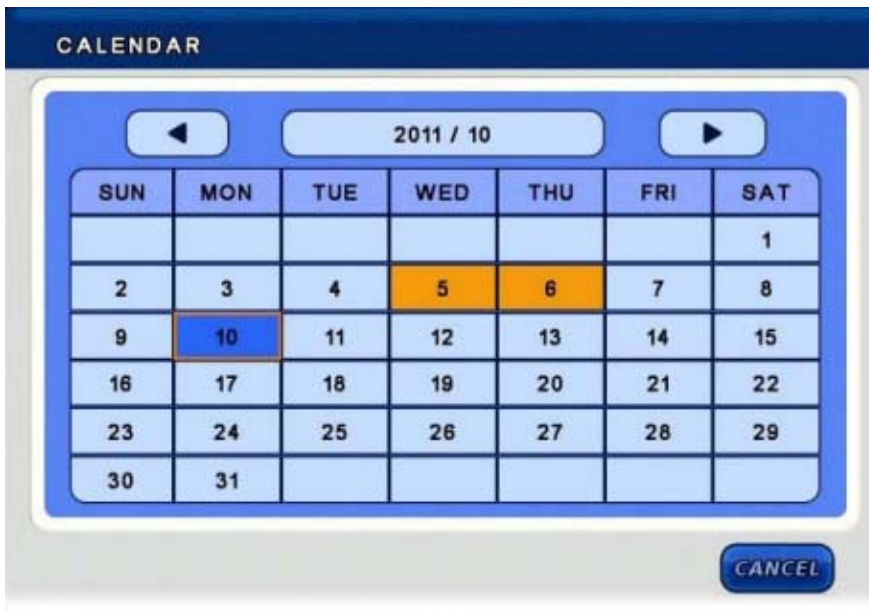 CALENDAR
2011 / 10
SUN MON TUE WED THU FRI SAT
1
2 3 4 5 6 7 8
9 10 11 12 13 14 15
16 17 18 19 20 21 22
23 24 25 26 27 28 29
30 31
CANCEL